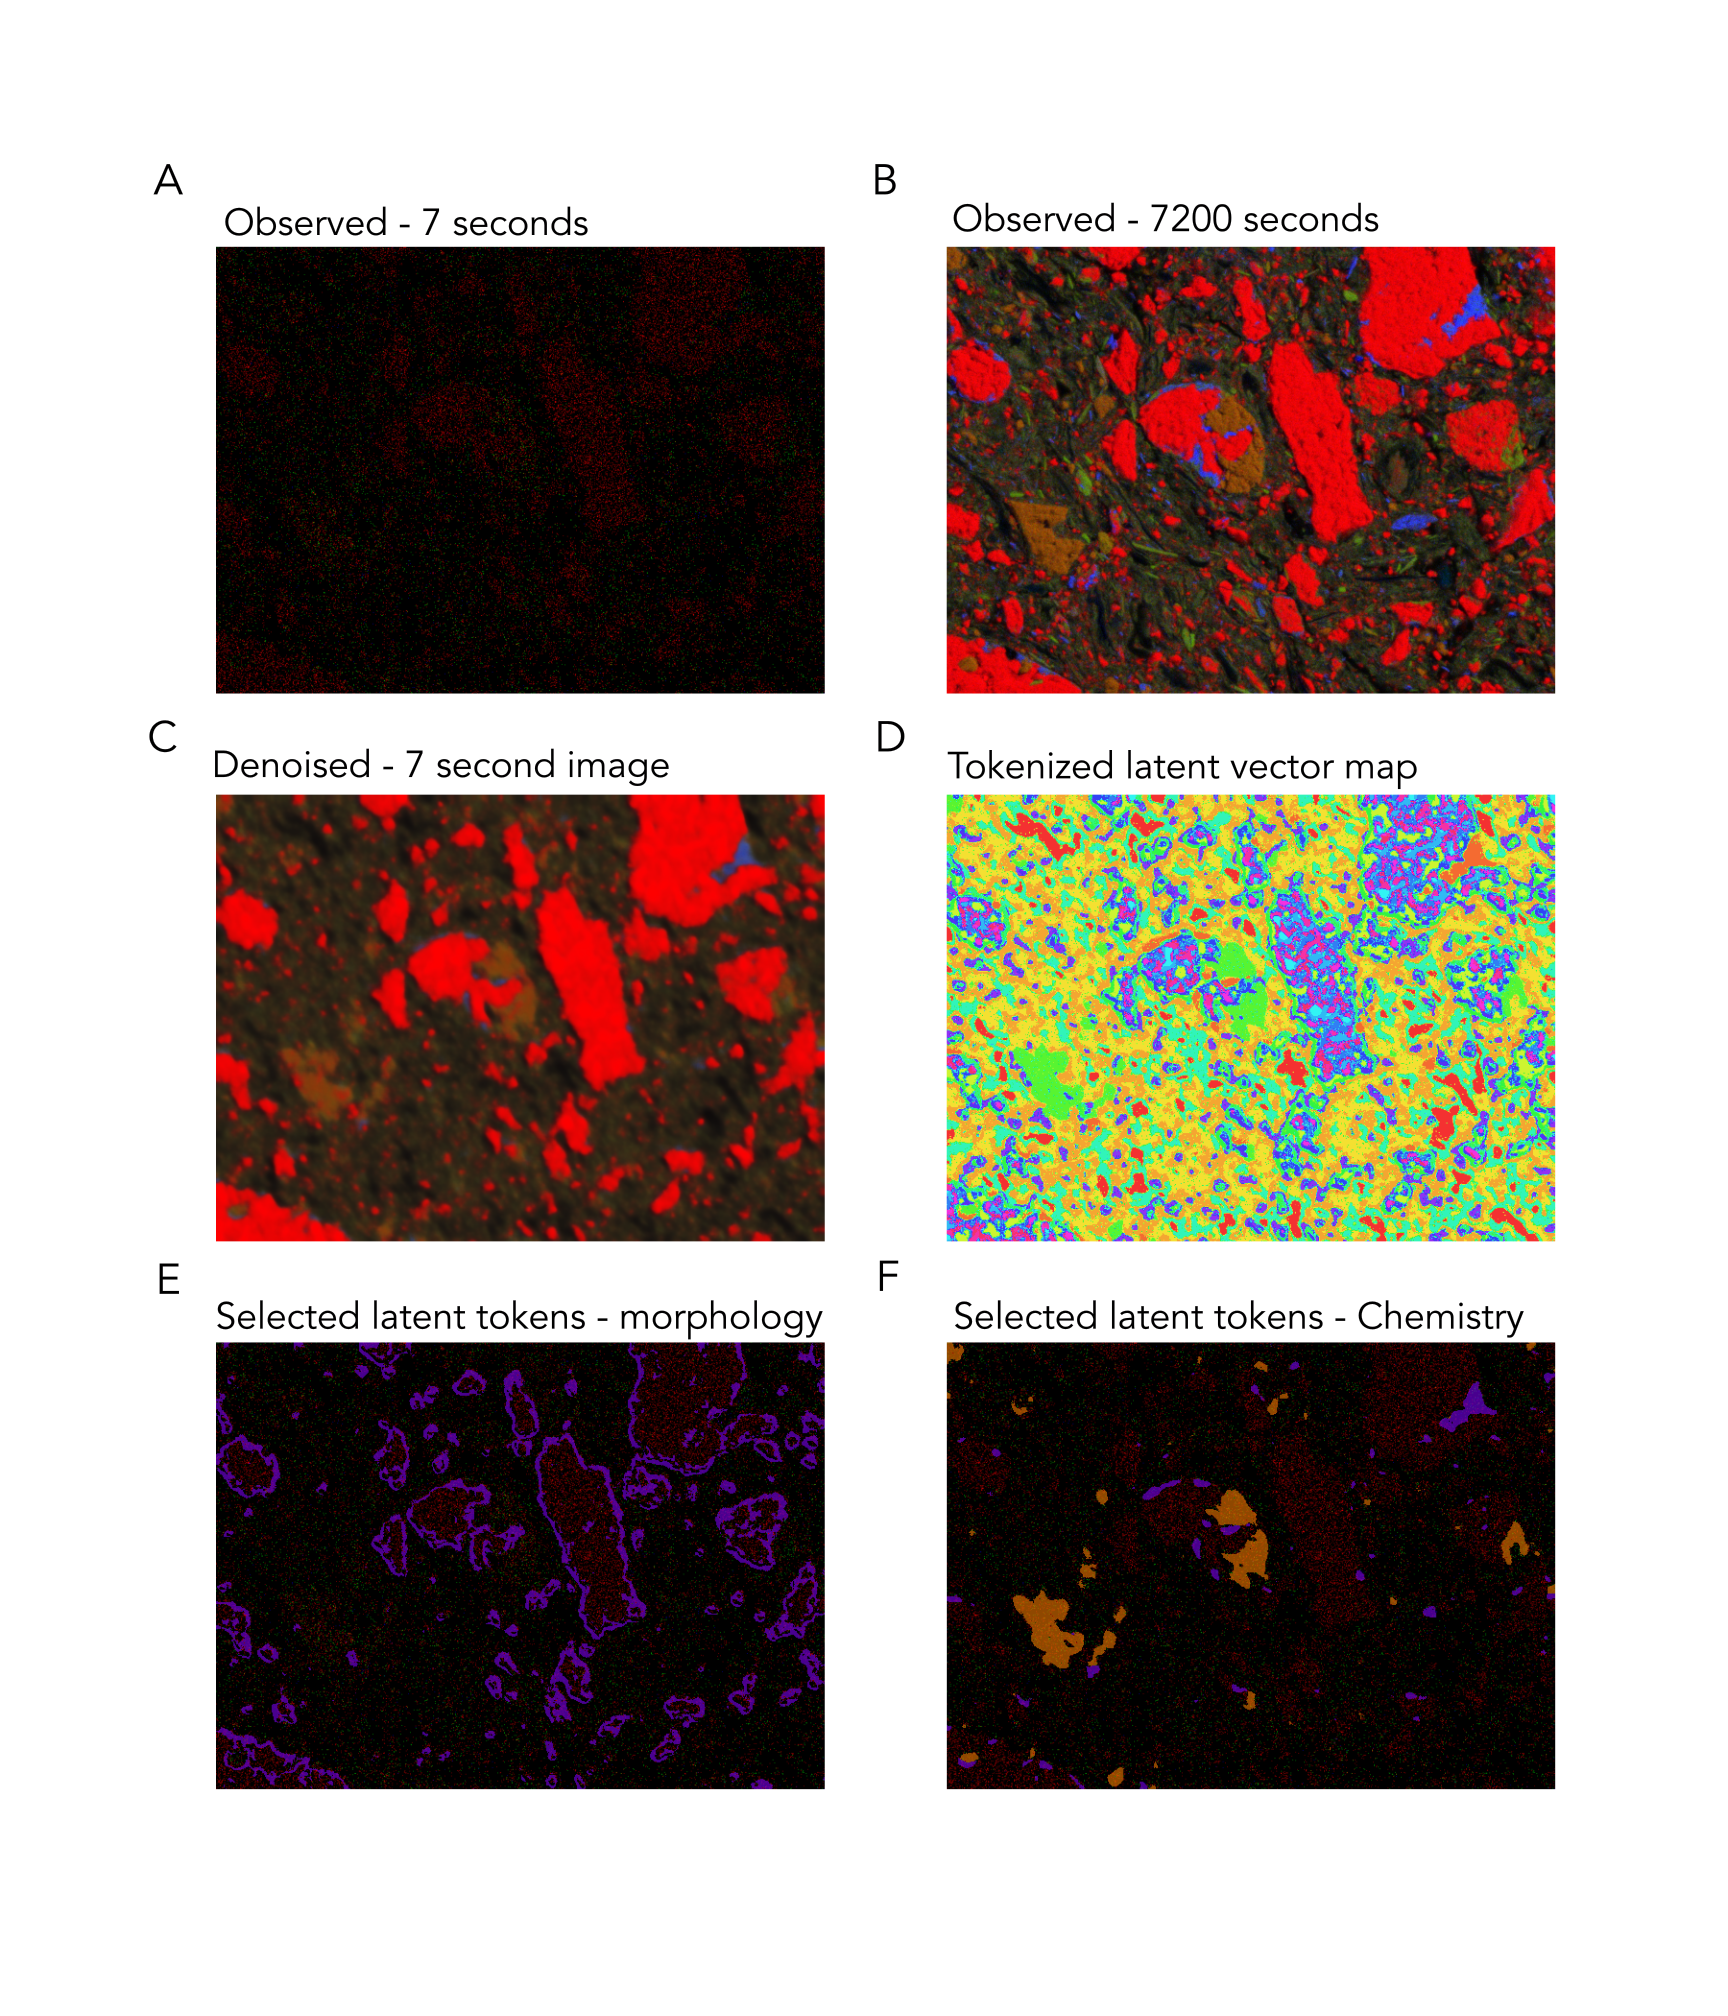 A
Observed - 7 seconds
B
Observed - 7200 seconds
C
Denoised - 7 second image
D
Tokenized latent vector map
E
Selected latent tokens - morphology
F
Selected latent tokens - Chemistry